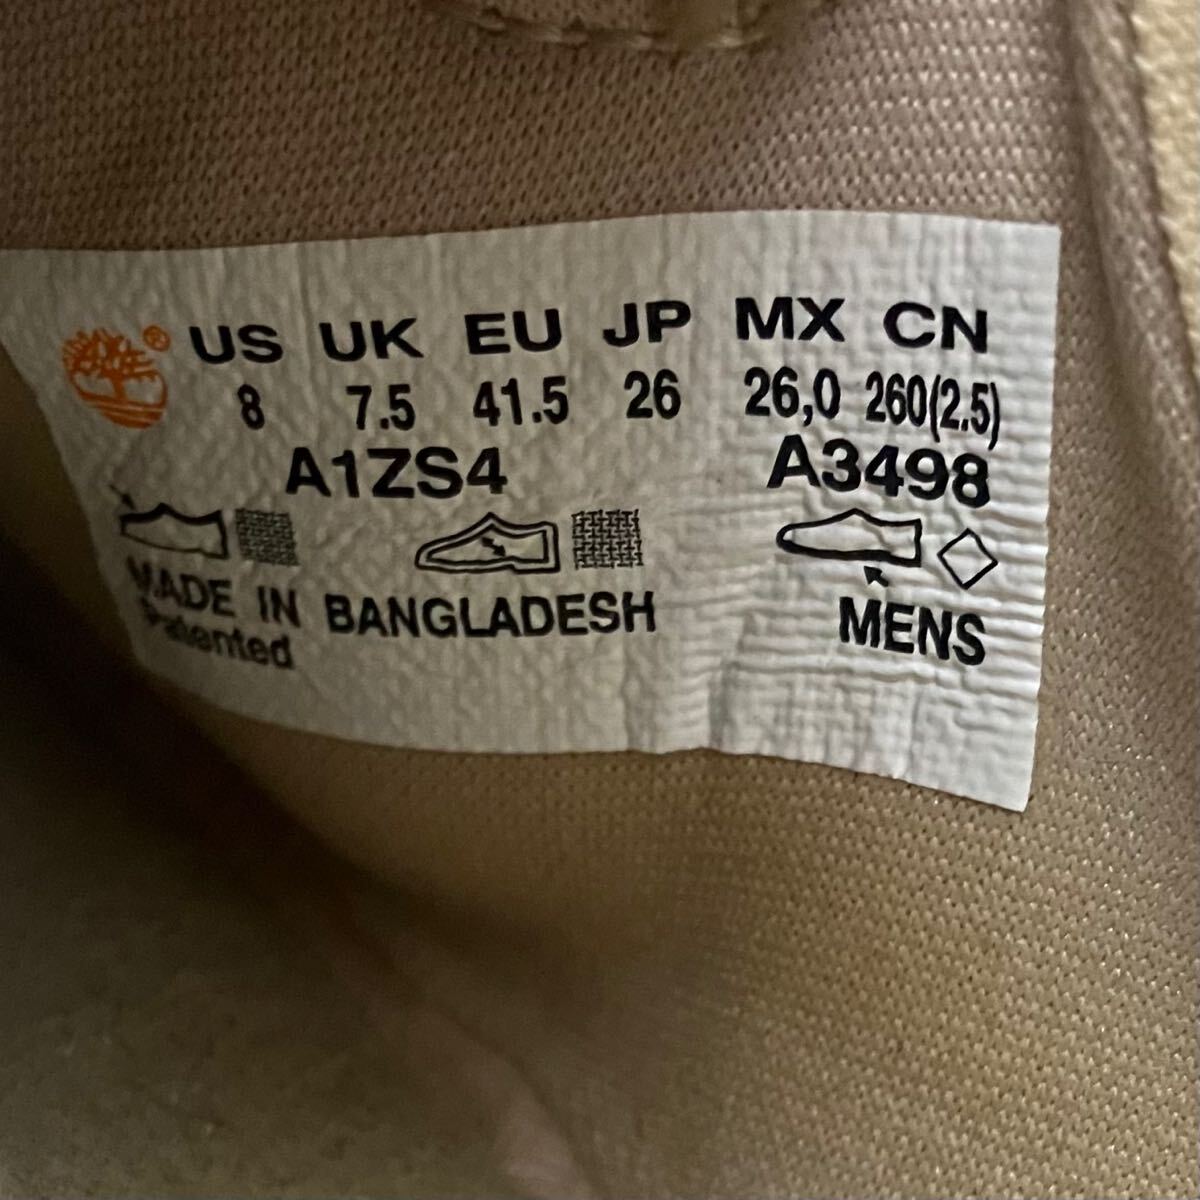 ® US UK EU JP MX CN
8 7.5 41.5 26 26,0 260(2.5)
A1ZS4 A3498
MADE IN BANGLADESH MENS
Patented